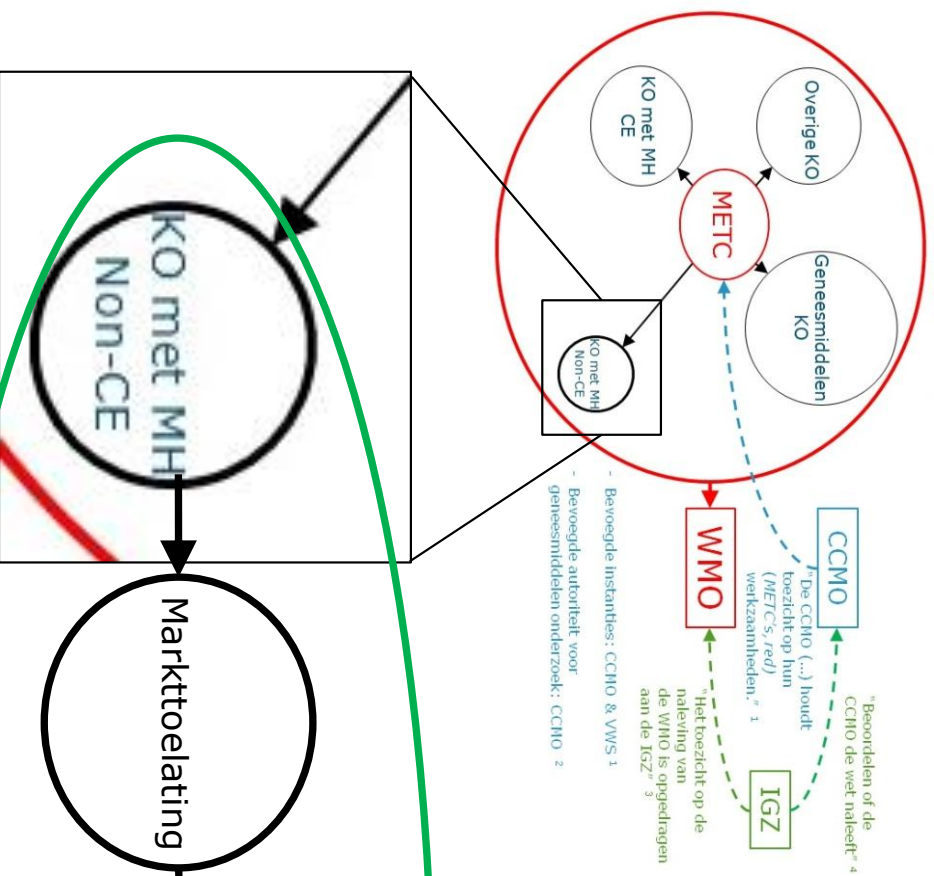 Overige KO
KO met MH
CE
METC
Geneesmiddelen
KO
KO met MH
Non-CE
CCMO
WMO
IGZ
"De CCMO (...) houdt
toezicht op hun
(METC's, red)
werkzaamheden." 1
"Beoordelen of de
CCMO de wet naleeft" 4
"Het toezicht op de
naleving van
de WMO is opgedragen
aan de IGZ" 3
- Bevoegde instanties: CCMO & VWS 1
- Bevoegde autoriteit voor
geneesmiddelen onderzoek: CCMO 2
KO met MH
Non-CE
Markttoelating